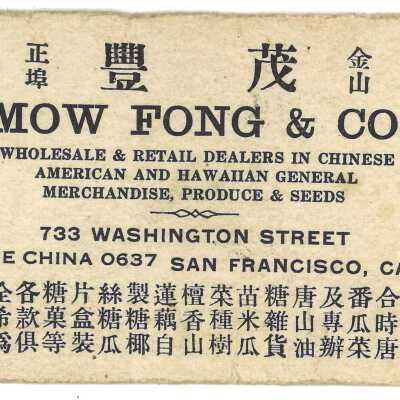 金山
茂豐
正埠
MOW FONG & CO
WHOLESALE & RETAIL DEALERS IN CHINESE
AMERICAN AND HAWAIIAN GENERAL
MERCHANDISE, PRODUCE & SEEDS
733 WASHINGTON STREET
E CHINA 0637 SAN FRANCISCO, CA
合時唐
番瓜菜
及專辦
唐山油
糖雜貨
苗米瓜
菜種樹
檀香山
蓮藕自
製糖椰
絲糖瓜
片盒裝
糖菓等
各款俱
全希為